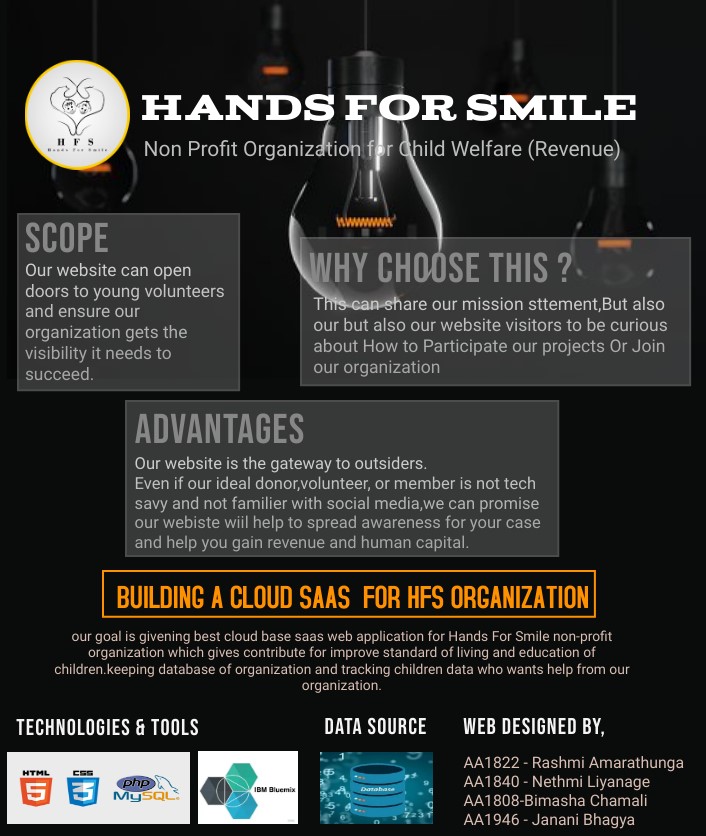 HANDS FOR SMILE
Non Profit Organization for Child Welfare (Revenue)
H F S
Hands For Smile
SCOPE
Our website can open
doors to young volunteers
and ensure our
organization gets the
visibility it needs to
succeed.
WHY CHOOSE THIS ?
This can share our mission sttement,But also
our but also our website visitors to be curious
about How to Participate our projects Or Join
our organization
ADVANTAGES
Our website is the gateway to outsiders.
Even if our ideal donor,volunteer, or member is not tech
savy and not familier with social media,we can promise
our webiste wiil help to spread awareness for your case
and help you gain revenue and human capital.
BUILDING A CLOUD SAAS FOR HFS ORGANIZATION
our goal is givening best cloud base saas web application for Hands For Smile non-profit
organization which gives contribute for improve standard of living and education of
children.keeping database of organization and tracking children data who wants help from our
organization.
TECHNOLOGIES & TOOLS
HTML
5
CSS
3
php
MySQL
IBM Bluemix
DATA SOURCE
Database
WEB DESIGNED BY,
AA1822 - Rashmi Amarathunga
AA1840 - Nethmi Liyanage
AA1808-Bimasha Chamali
AA1946 - Janani Bhagya